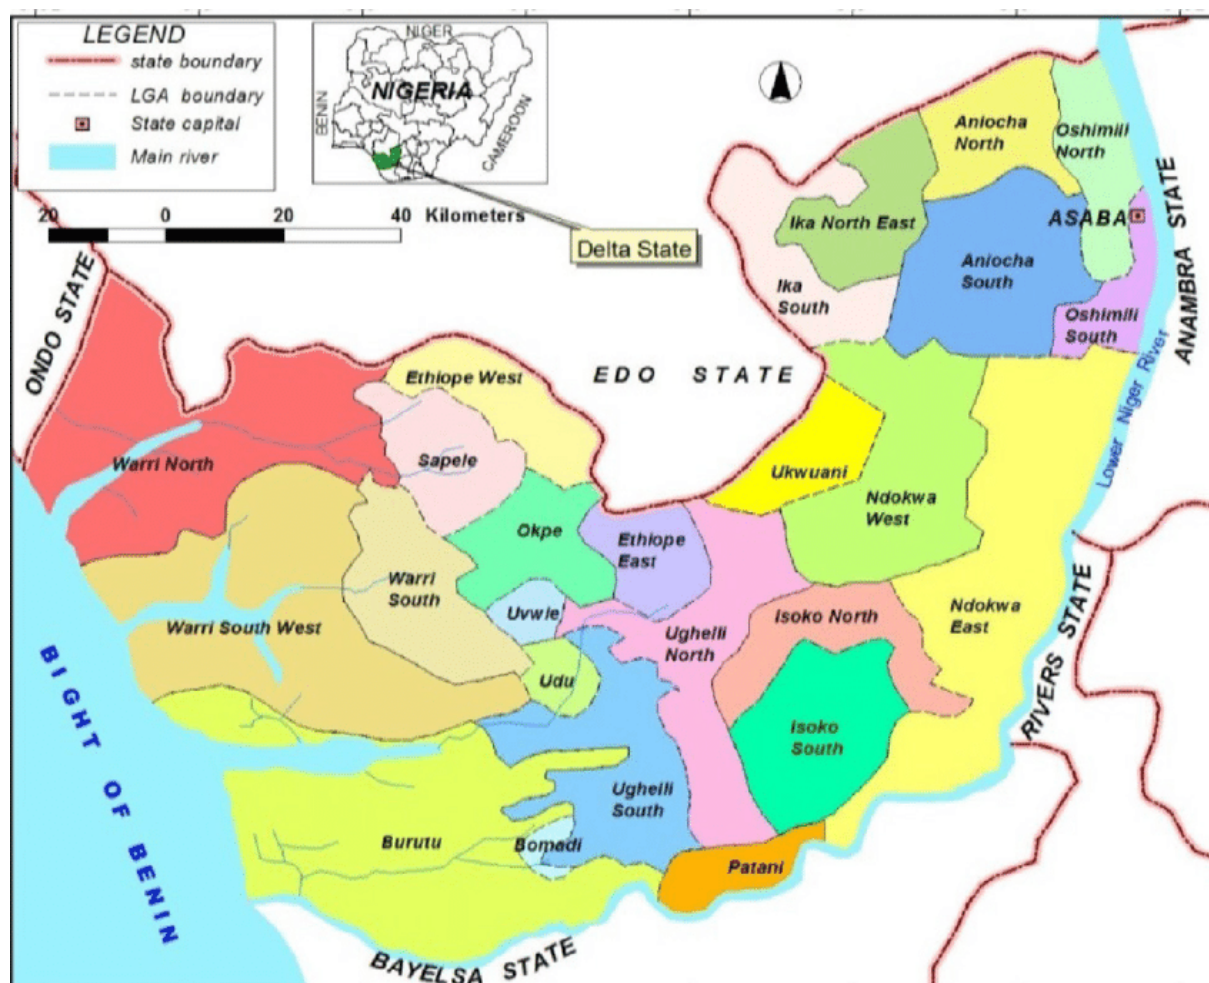 LEGEND
state boundary
LGA boundary
State capital
Main river
NIGER
NIGERIA
BENIN
CAMEROON
20 0 20 40 Kilometers
Delta State
ONDO STATE
EDO STATE
ANAMBRA STATE
RIVERS STATE
BAYELSA STATE
BIGHT OF BENIN
Lower Niger River
Aniocha
North
Oshimili
North
Ika North East
ASABA
Aniocha
South
Ika
South
Oshimili
South
Ethiope West
Warri North
Sapele
Ukwuani
Ndokwa
West
Okpe
Ethiope
East
Warri
South
Uvwie
Isoko North
Ndokwa
East
Warri South West
Ughelli
North
Udu
Isoko
South
Ughelli
South
Burutu
Bomadi
Patani